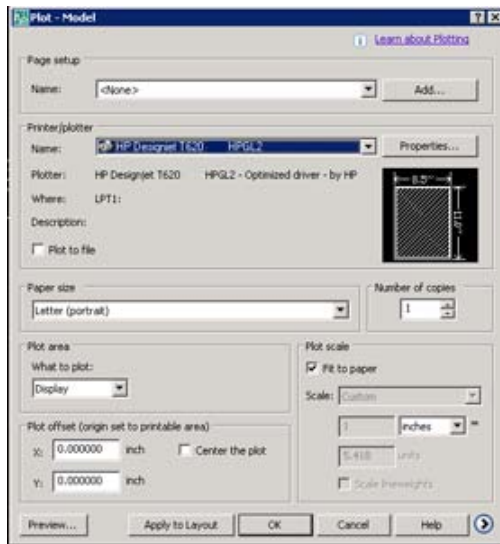 Plot - Model
Learn about Plotting
Page setup
Name: <None> Add...
Printer/plotter
Name: HP Designjet T620 HPGL2 Properties...
Plotter: HP Designjet T620 HPGL2 - Optimized driver - by HP
Where: LPT1:
Description:
Plot to file
8.5"
11.0"
Paper size
Letter (portrait)
Number of copies
1
Plot area
What to plot:
Display
Plot scale
Fit to paper
Scale: Custom
1 inches =
5.418 units
Scale lineweights
Plot offset (origin set to printable area)
X: 0.000000 inch Center the plot
Y: 0.000000 inch
Preview... Apply to Layout OK Cancel Help